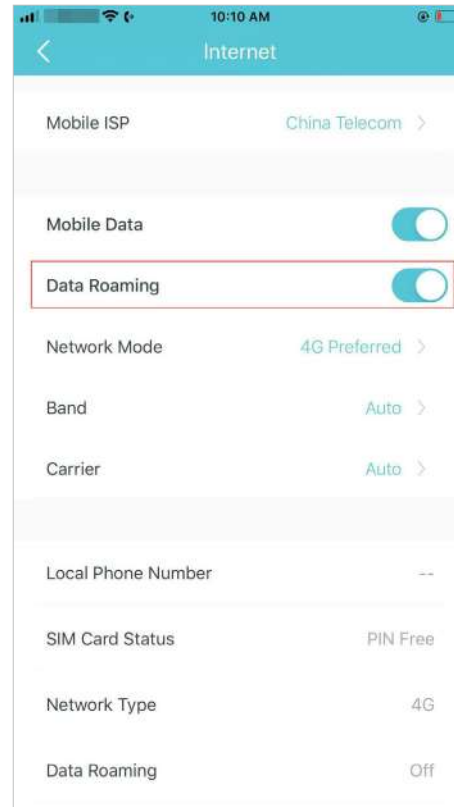 10:10 AM
Internet
Mobile ISP China Telecom
Mobile Data
Data Roaming
Network Mode 4G Preferred
Band Auto
Carrier Auto
Local Phone Number --
SIM Card Status PIN Free
Network Type 4G
Data Roaming Off